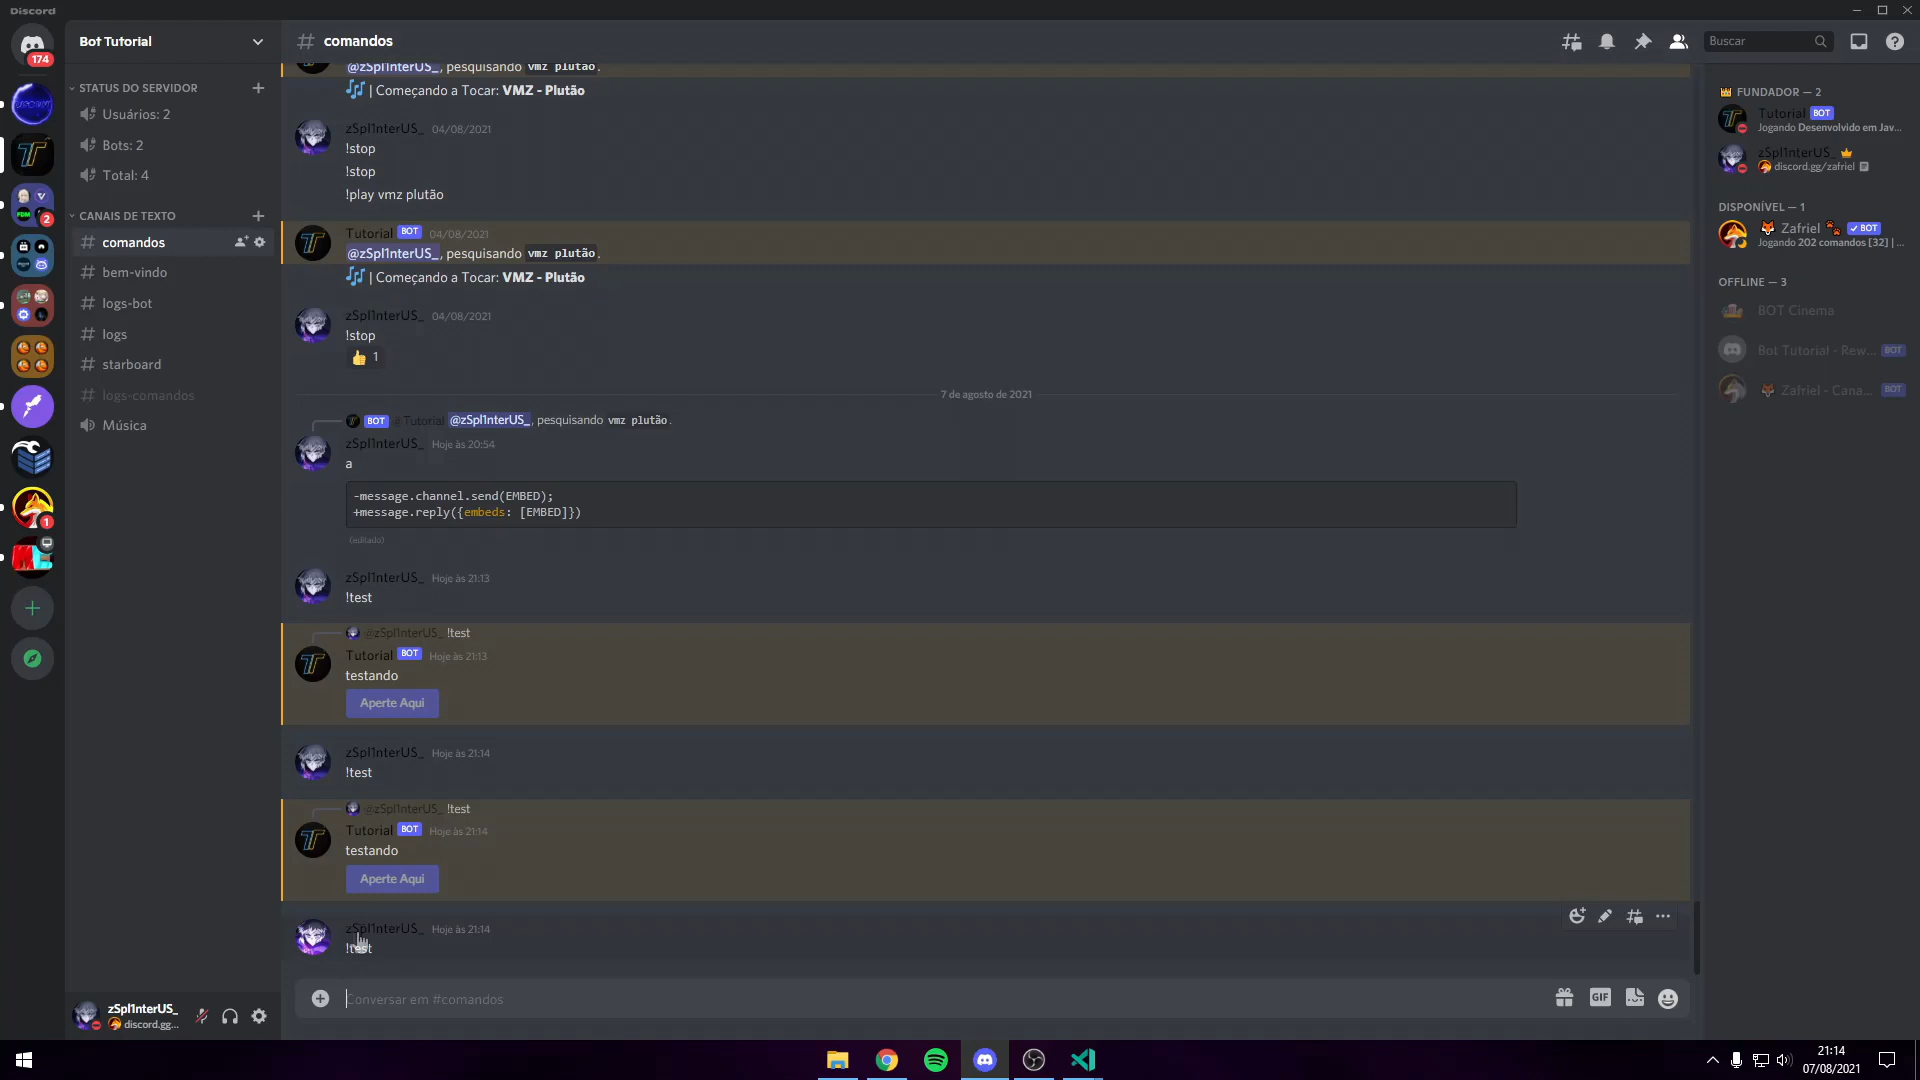 Discord
174
Bot Tutorial
STATUS DO SERVIDOR
Usuários: 2
Bots: 2
Total: 4
CANAIS DE TEXTO
comandos
bem-vindo
logs-bot
logs
starboard
logs-comandos
Música
2
1
zSpl1nterUS_
discord.gg...
comandos
Buscar
@zSpl1nterUS_, pesquisando vmz plutão.
🎶 | Começando a Tocar: VMZ - Plutão
zSpl1nterUS_ 04/08/2021
!stop
!stop
!play vmz plutão
Tutorial BOT 04/08/2021
@zSpl1nterUS_, pesquisando vmz plutão.
🎶 | Começando a Tocar: VMZ - Plutão
zSpl1nterUS_ 04/08/2021
!stop
👍 1
7 de agosto de 2021
BOT @Tutorial @zSpl1nterUS_, pesquisando vmz plutão.
zSpl1nterUS_ Hoje às 20:54
a
-message.channel.send(EMBED);
+message.reply({embeds: [EMBED]})
(editado)
zSpl1nterUS_ Hoje às 21:13
!test
@zSpl1nterUS_ !test
Tutorial BOT Hoje às 21:13
testando
Aperte Aqui
zSpl1nterUS_ Hoje às 21:14
!test
@zSpl1nterUS_ !test
Tutorial BOT Hoje às 21:14
testando
Aperte Aqui
zSpl1nterUS_ Hoje às 21:14
!test
Conversar em #comandos
GIF
FUNDADOR — 2
Tutorial BOT
Jogando Desenvolvido em Jav...
zSpl1nterUS_
discord.gg/zafriel
DISPONÍVEL — 1
Zafriel BOT
Jogando 202 comandos [32] | ...
OFFLINE — 3
BOT Cinema
Bot Tutorial - Rew... BOT
Zafriel - Cana... BOT
21:14
07/08/2021